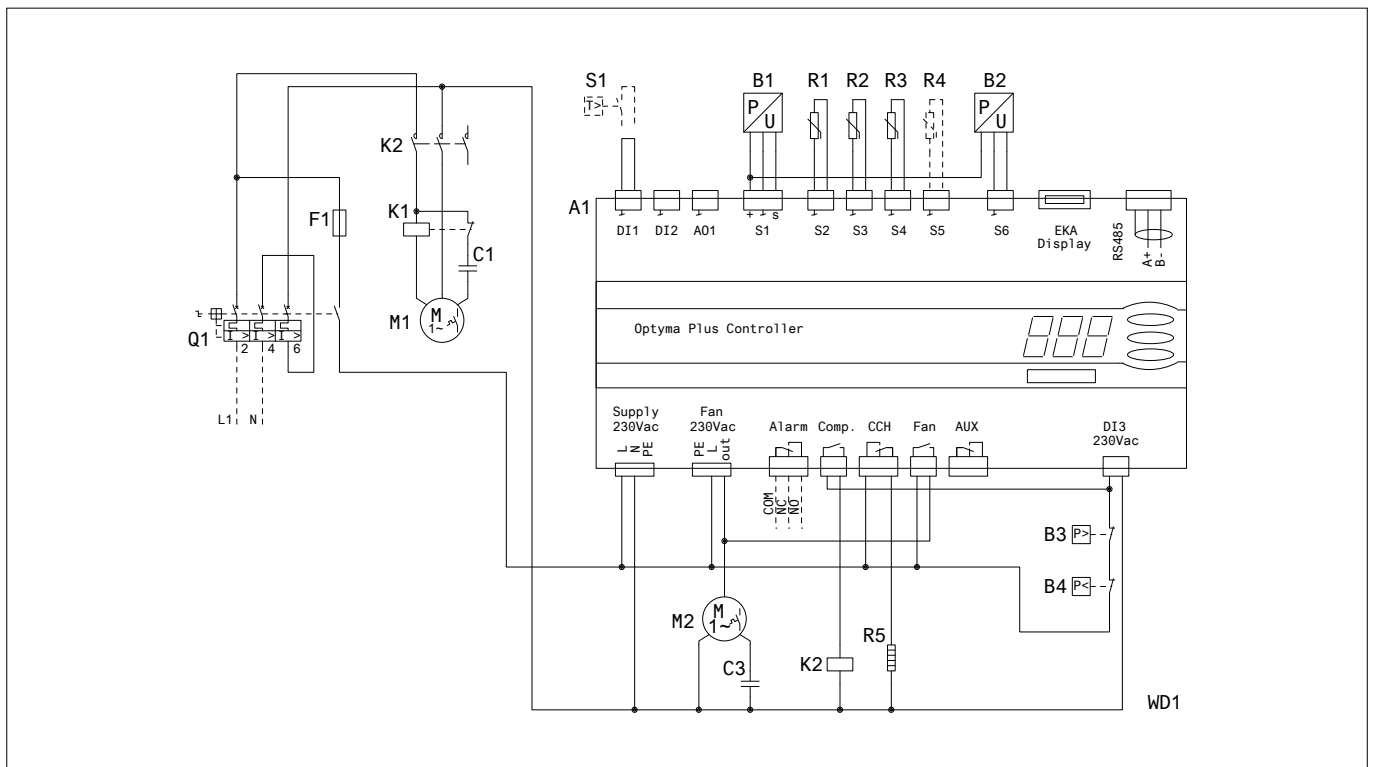 S1
T>
B1
P
U
R1
R2
R3
R4
B2
P
U
K2
A1
K1
F1
C1
+
s
DI1
DI2
AO1
S1
S2
S3
S4
S5
S6
EKA
Display
RS485
A+
B-
M1
M
1~
Q1
I >
I >
I >
2
4
6
L1
N
Optyma Plus Controller
Supply
230Vac
Fan
230Vac
Alarm
Comp.
CCH
Fan
AUX
DI3
230Vac
L
N
PE
PE
L
out
COM
NC
NO
B3
P>
B4
P<
M2
M
1~
C3
K2
R5
WD1